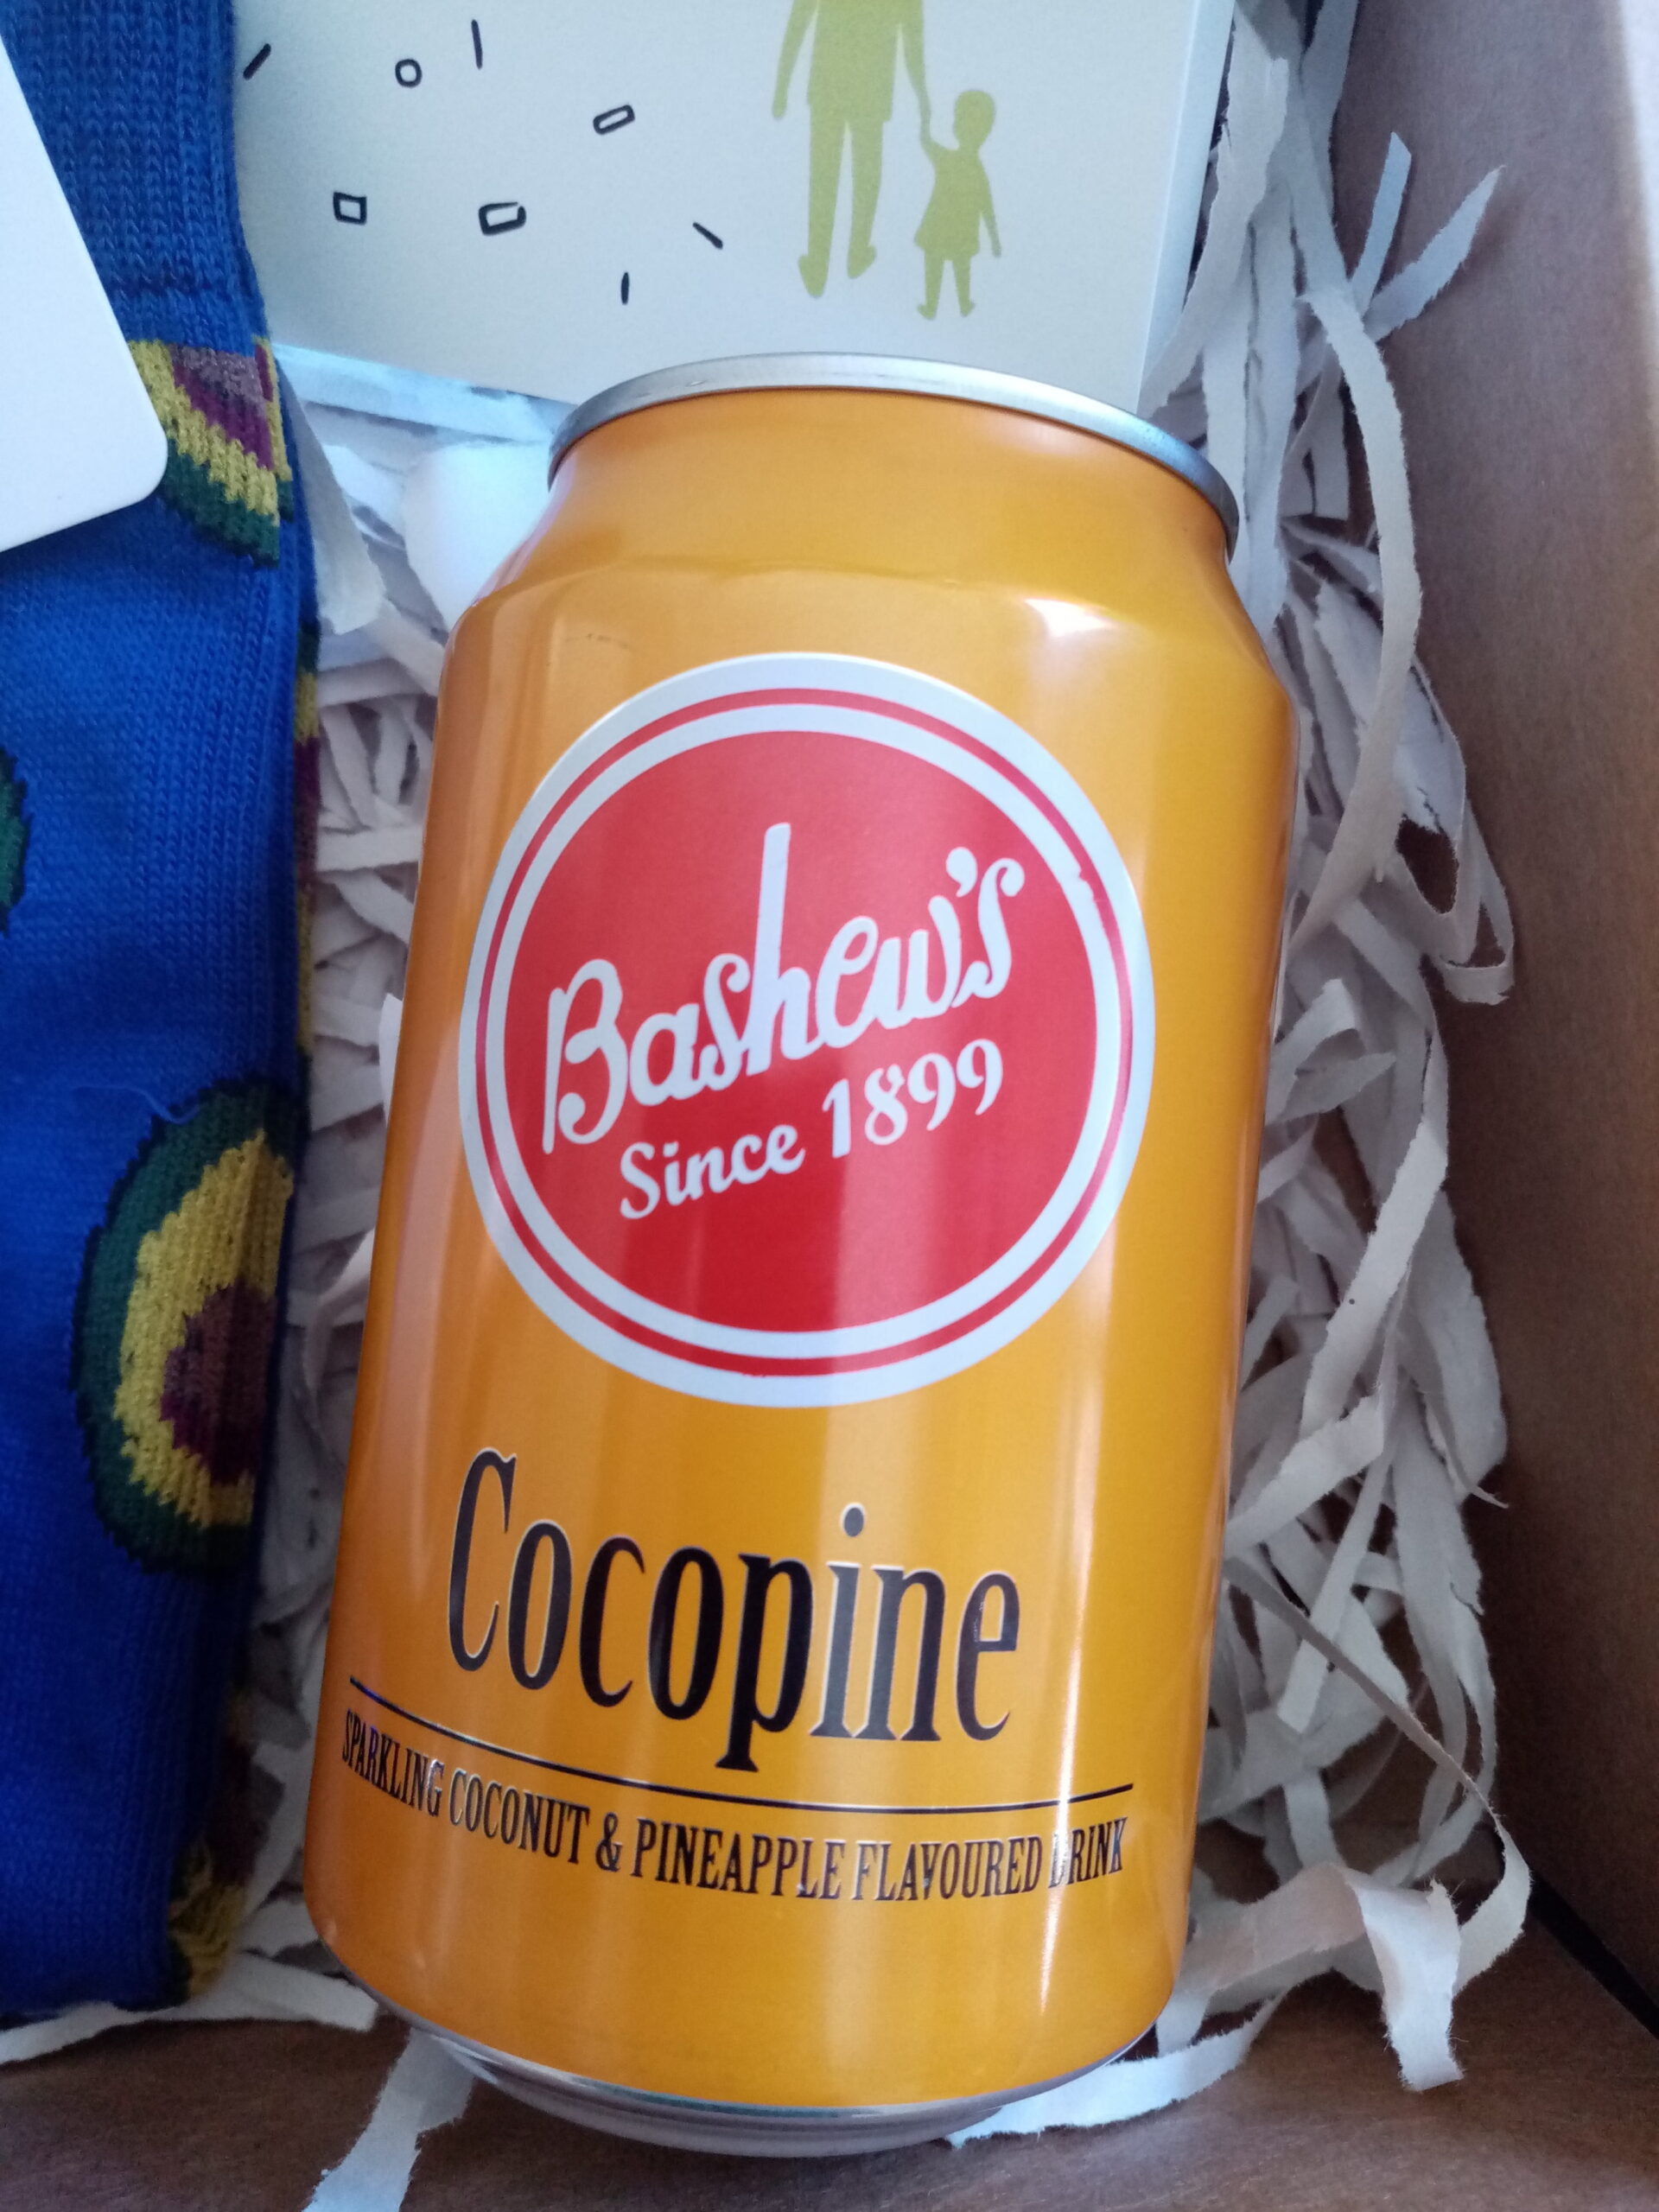 Bashew's
Since 1899
Cocopine
SPARKLING COCONUT & PINEAPPLE FLAVOURED DRINK